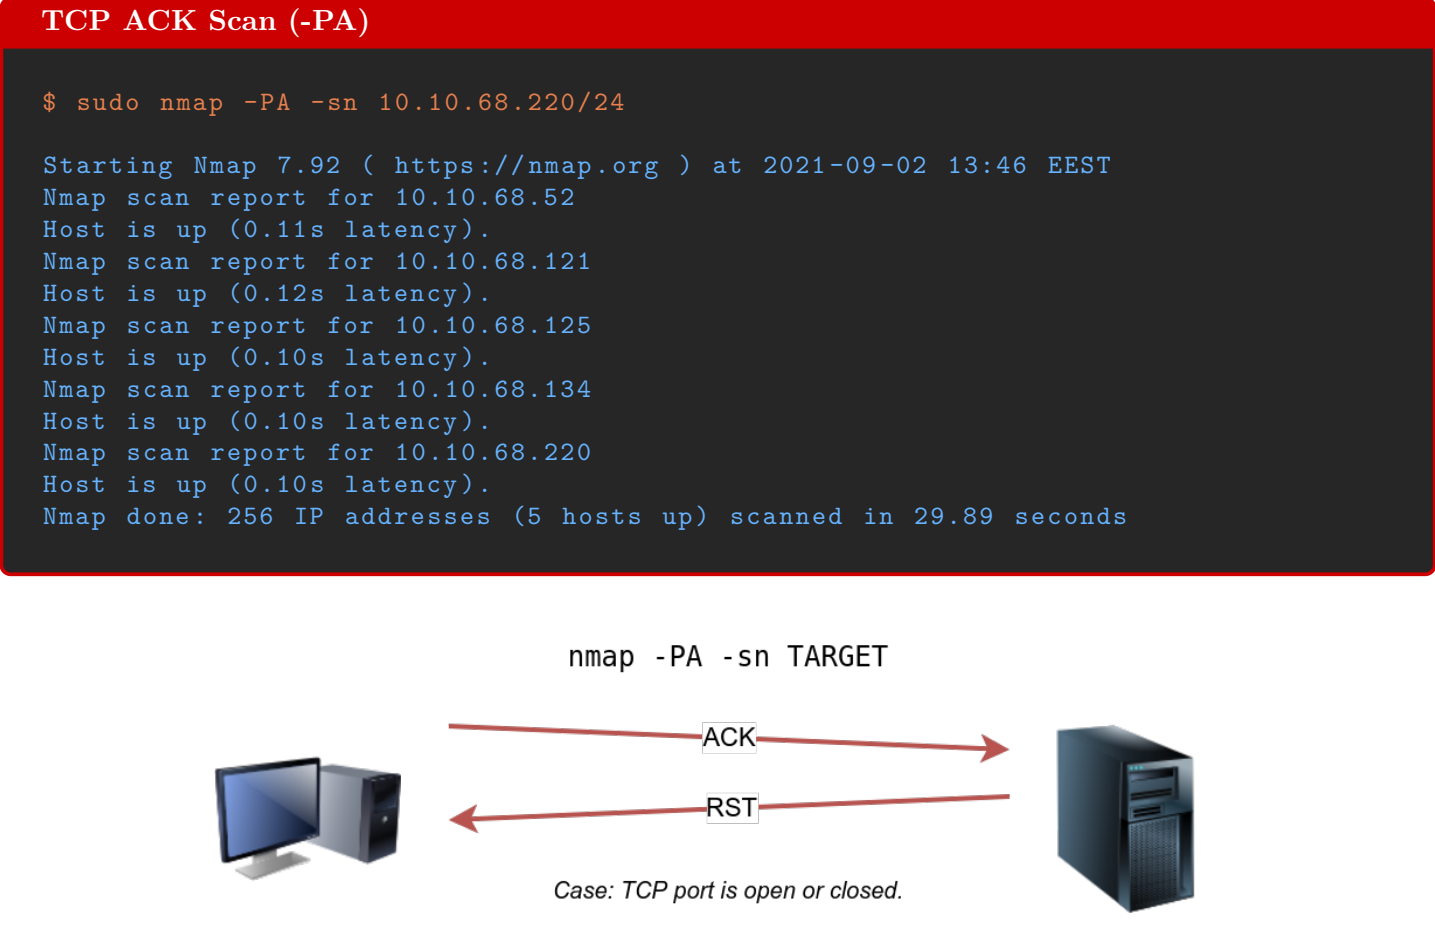 TCP ACK Scan (-PA)
$ sudo nmap -PA -sn 10.10.68.220/24
Starting Nmap 7.92 ( https://nmap.org ) at 2021-09-02 13:46 EEST
Nmap scan report for 10.10.68.52
Host is up (0.11s latency).
Nmap scan report for 10.10.68.121
Host is up (0.12s latency).
Nmap scan report for 10.10.68.125
Host is up (0.10s latency).
Nmap scan report for 10.10.68.134
Host is up (0.10s latency).
Nmap scan report for 10.10.68.220
Host is up (0.10s latency).
Nmap done: 256 IP addresses (5 hosts up) scanned in 29.89 seconds
nmap -PA -sn TARGET
ACK
RST
Case: TCP port is open or closed.